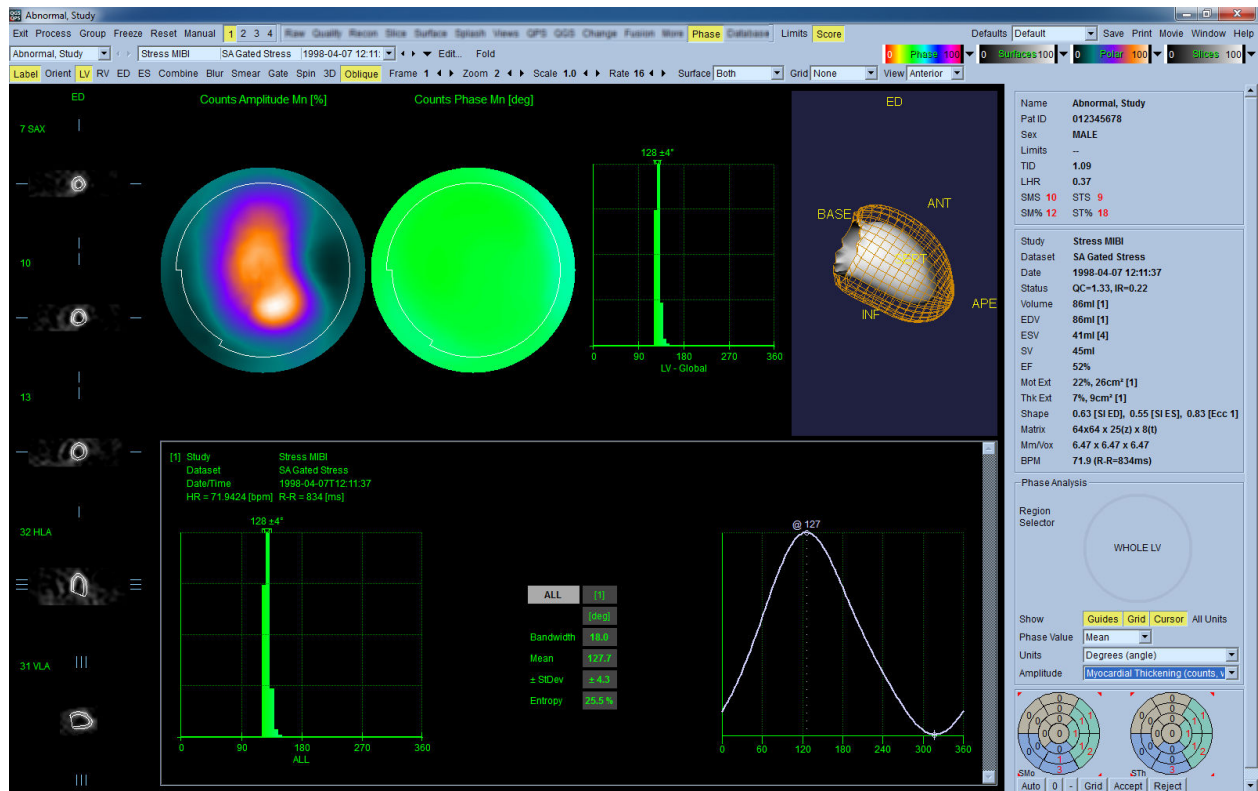 Abnormal, Study
Exit Process Group Freeze Reset Manual 1 2 3 4 Raw Quality Recon Slice Surface Splash Views QPS QGS Change Fusion More Phase Database Limits Score Defaults Default Save Print Movie Window Help
Abnormal, Study Stress MIBI SA Gated Stress 1998-04-07 12:11: Edit... Fold 0 Phase 100 0 Surfaces 100 0 Polar 100 0 Slices 100
Label Orient LV RV ED ES Combine Blur Smear Gate Spin 3D Oblique Frame 1 Zoom 2 Scale 1.0 Rate 16 Surface Both Grid None View Anterior
ED
7 SAX
10
13
32 HLA
31 VLA
Counts Amplitude Mn [%]
Counts Phase Mn [deg]
128 ±4°
0 90 180 270 360
LV - Global
ED
BASE
ANT
SEPT
INF
APE
[1] Study Stress MIBI
Dataset SA Gated Stress
Date/Time 1998-04-07T12:11:37
HR = 71.9424 [bpm] R-R = 834 [ms]
128 ±4°
0 90 180 270 360
ALL
ALL [1]
[deg]
Bandwidth 18.0
Mean 127.7
± StDev ± 4.3
Entropy 25.5 %
@ 127
0 60 120 180 240 300 360
Name Abnormal, Study
Pat ID 012345678
Sex MALE
Limits --
TID 1.09
LHR 0.37
SMS 10 STS 9
SM% 12 ST% 18
Study Stress MIBI
Dataset SA Gated Stress
Date 1998-04-07 12:11:37
Status QC=1.33, IR=0.22
Volume 86ml [1]
EDV 86ml [1]
ESV 41ml [4]
SV 45ml
EF 52%
Mot Ext 22%, 26cm² [1]
Thk Ext 7%, 9cm² [1]
Shape 0.63 [SI ED], 0.55 [SI ES], 0.83 [Ecc 1]
Matrix 64x64 x 25(z) x 8(t)
Mm/Vox 6.47 x 6.47 x 6.47
BPM 71.9 (R-R=834ms)
Phase Analysis
Region
Selector
WHOLE LV
Show Guides Grid Cursor All Units
Phase Value Mean
Units Degrees (angle)
Amplitude Myocardial Thickening (counts, v
SMo
STh
Auto 0 - Grid Accept Reject